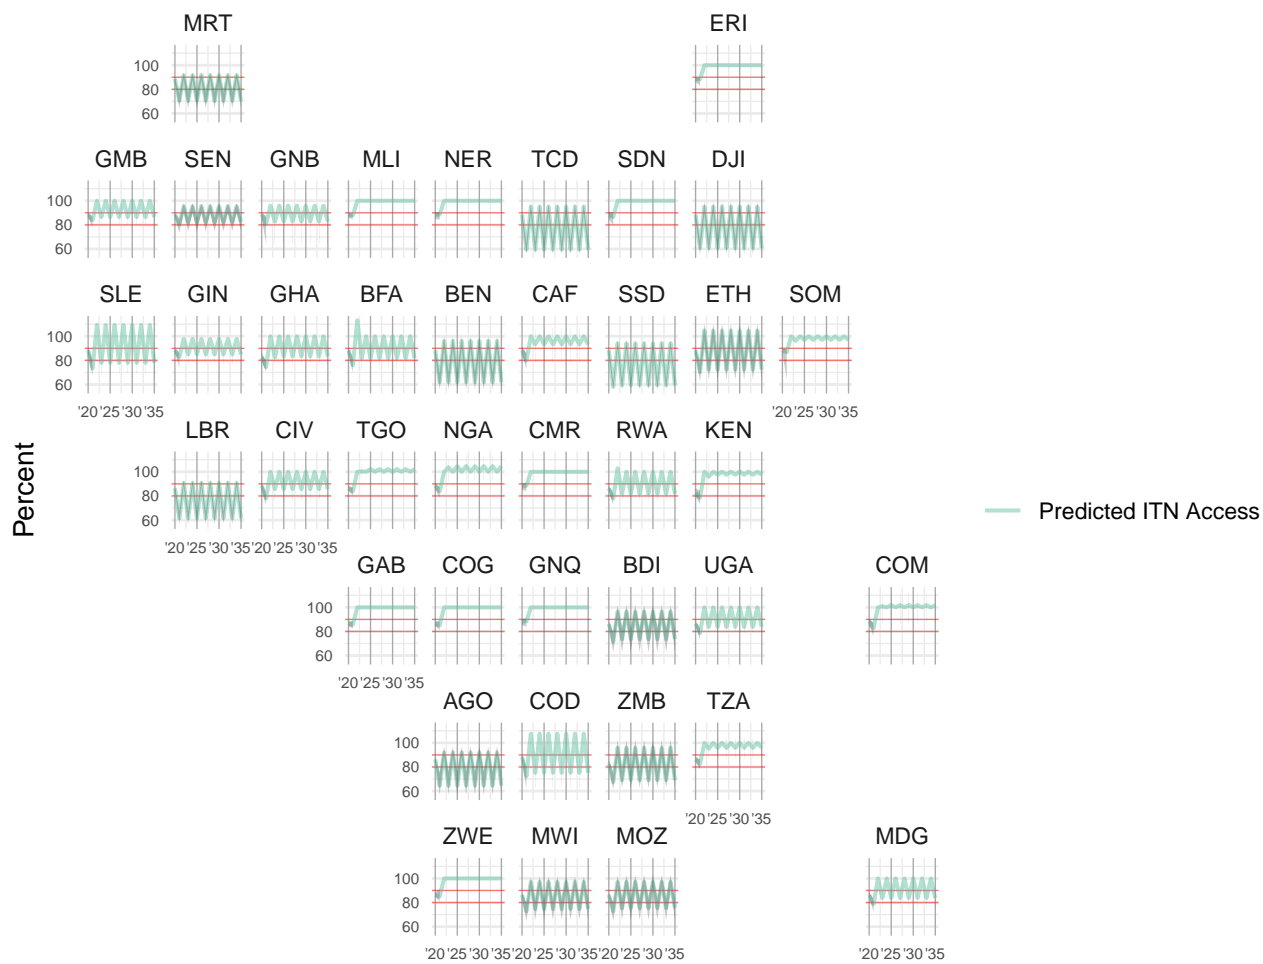 MRT ERI
100
80
60
GMB SEN GNB MLI NER TCD SDN DJI
100
80
60
SLE GIN GHA BFA BEN CAF SSD ETH SOM
100
80
60
'20 '25 '30 '35 '20 '25 '30 '35
LBR CIV TGO NGA CMR RWA KEN
100
80
60
'20 '25 '30 '35 '20 '25 '30 '35
Percent
Predicted ITN Access
GAB COG GNQ BDI UGA COM
100
80
60
'20 '25 '30 '35
AGO COD ZMB TZA
100
80
60
'20 '25 '30 '35
ZWE MWI MOZ MDG
100
80
60
'20 '25 '30 '35 '20 '25 '30 '35 '20 '25 '30 '35 '20 '25 '30 '35